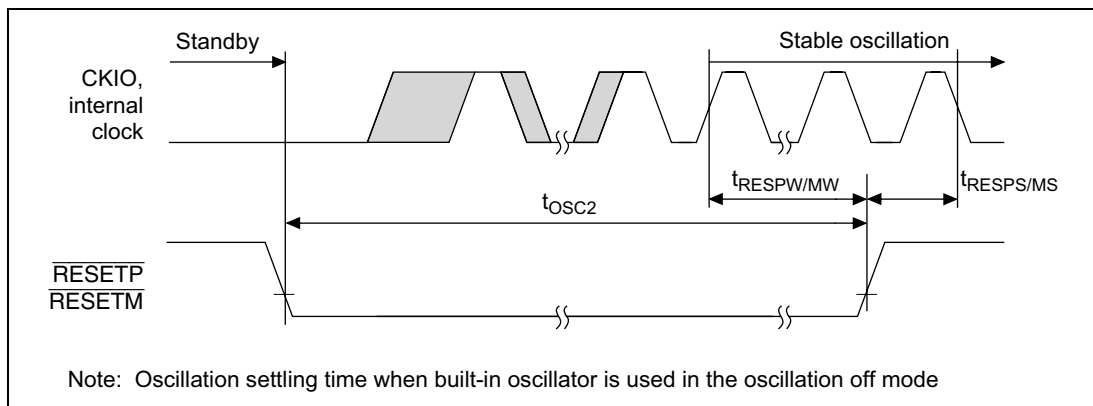 Standby
Stable oscillation
CKIO,
internal
clock
tRESPW/MW
tRESPS/MS
tOSC2
RESETP
RESETM
Note: Oscillation settling time when built-in oscillator is used in the oscillation off mode